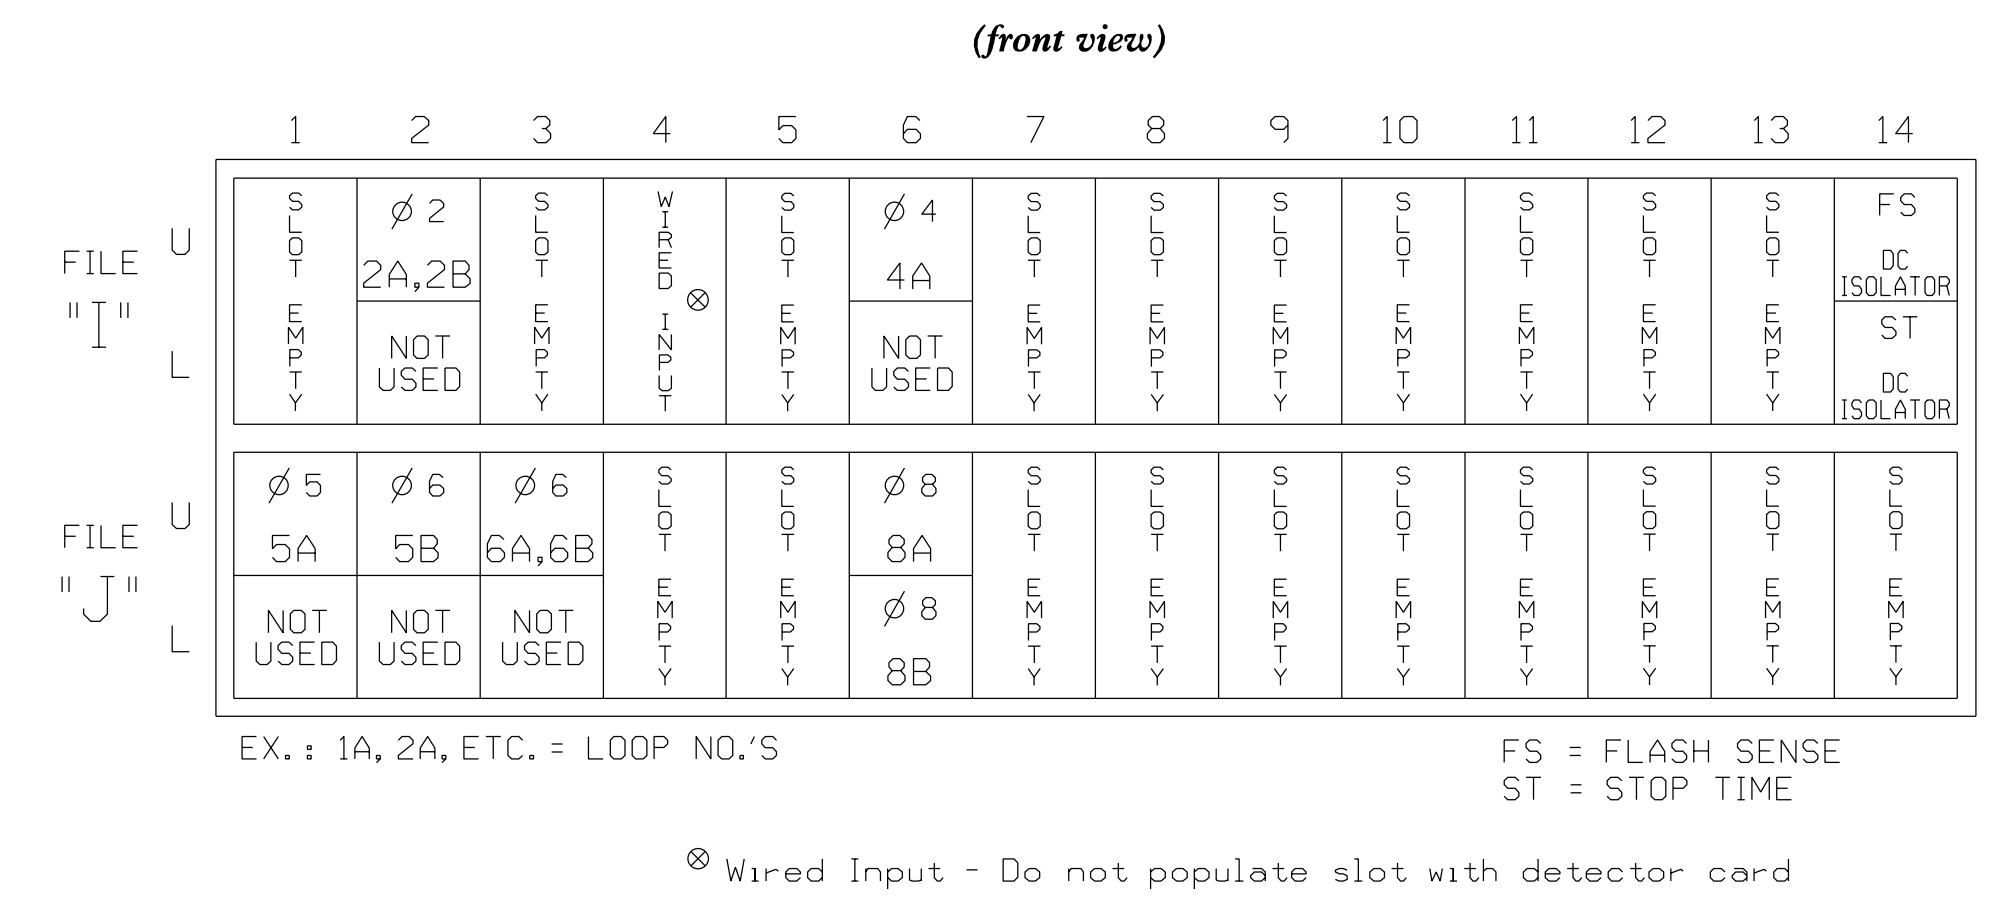 (front view)
1 2 3 4 5 6 7 8 9 10 11 12 13 14
FILE "I"
U
L
SLOT EMPTY
Ø 2
2A,2B
NOT USED
SLOT EMPTY
WIRED INPUT ⊗
SLOT EMPTY
Ø 4
4A
NOT USED
SLOT EMPTY
SLOT EMPTY
SLOT EMPTY
SLOT EMPTY
SLOT EMPTY
SLOT EMPTY
SLOT EMPTY
FS
DC
ISOLATOR
ST
DC
ISOLATOR
FILE "J"
U
L
Ø 5
5A
NOT USED
Ø 6
5B
NOT USED
Ø 6
6A,6B
NOT USED
SLOT EMPTY
SLOT EMPTY
Ø 8
8A
Ø 8
8B
SLOT EMPTY
SLOT EMPTY
SLOT EMPTY
SLOT EMPTY
SLOT EMPTY
SLOT EMPTY
SLOT EMPTY
SLOT EMPTY
EX.: 1A, 2A, ETC. = LOOP NO.'S
FS = FLASH SENSE
ST = STOP TIME
⊗ Wired Input - Do not populate slot with detector card